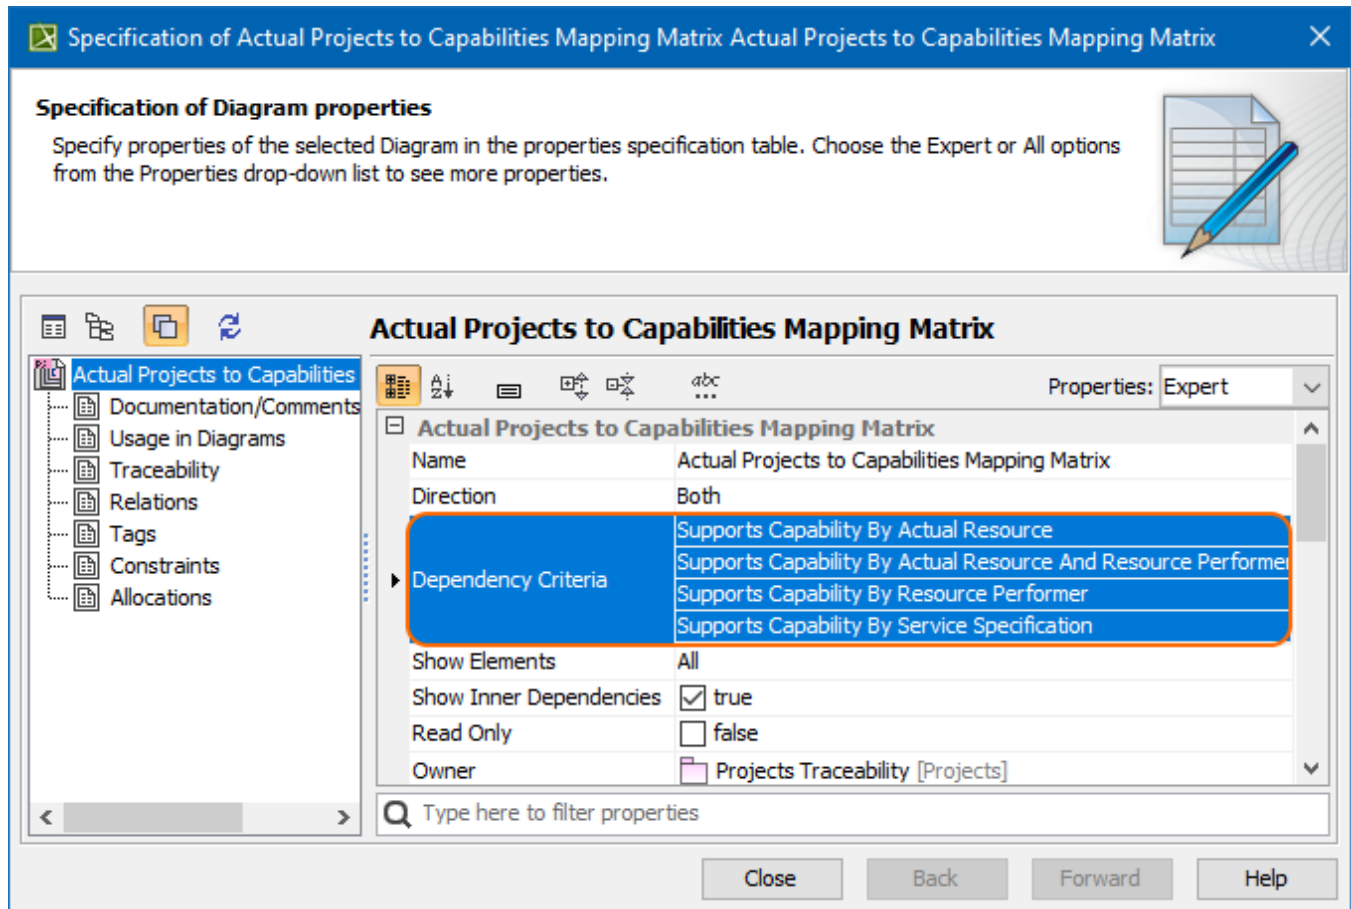 Specification of Actual Projects to Capabilities Mapping Matrix Actual Projects to Capabilities Mapping Matrix
Specification of Diagram properties
Specify properties of the selected Diagram in the properties specification table. Choose the Expert or All options
from the Properties drop-down list to see more properties.
Actual Projects to Capabilities Mapping Matrix
Actual Projects to Capabilities
Documentation/Comments
Usage in Diagrams
Traceability
Relations
Tags
Constraints
Allocations
Properties: Expert
Actual Projects to Capabilities Mapping Matrix
Name Actual Projects to Capabilities Mapping Matrix
Direction Both
Dependency Criteria
Supports Capability By Actual Resource
Supports Capability By Actual Resource And Resource Performer
Supports Capability By Resource Performer
Supports Capability By Service Specification
Show Elements All
Show Inner Dependencies true
Read Only false
Owner Projects Traceability [Projects]
Type here to filter properties
Close Back Forward Help